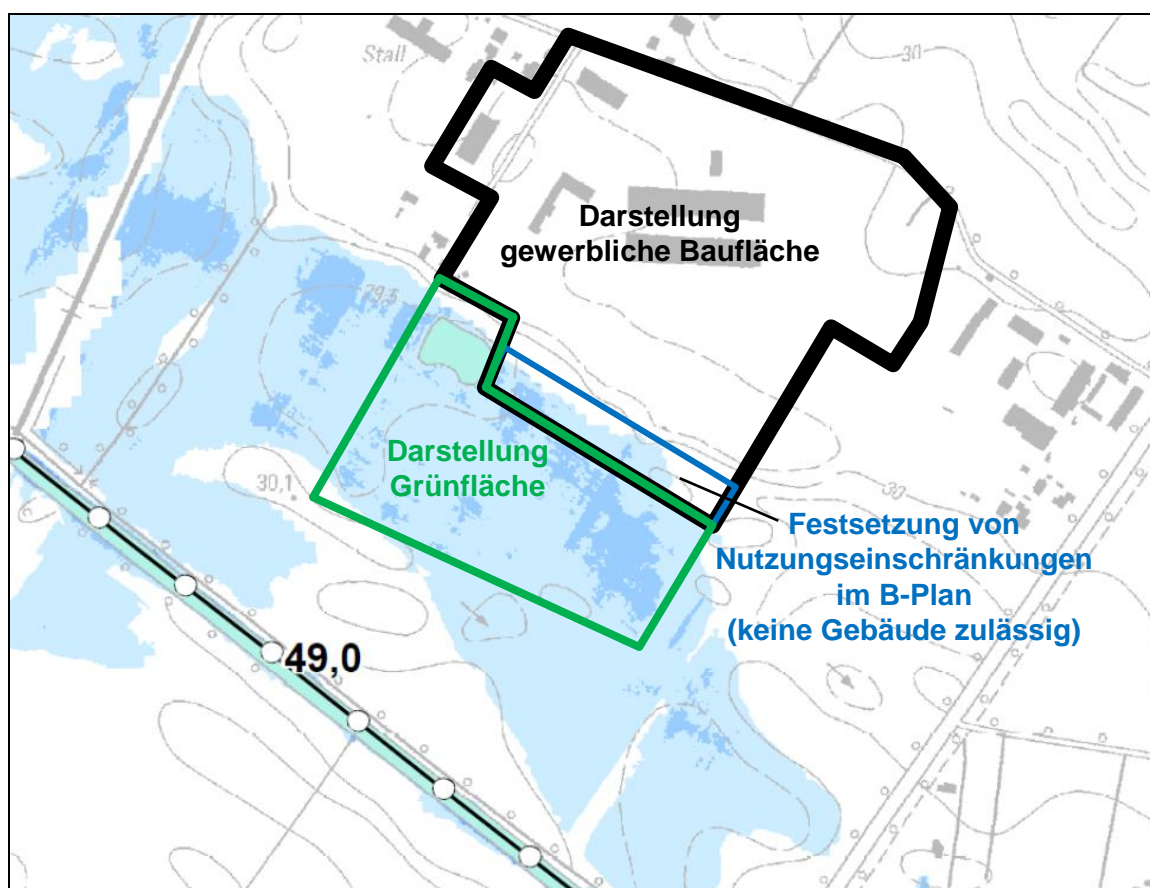 Stall
30
Darstellung
gewerbliche Baufläche
29,5
Darstellung
Grünfläche
30,1
30
Festsetzung von
Nutzungseinschränkungen
im B-Plan
(keine Gebäude zulässig)
49,0